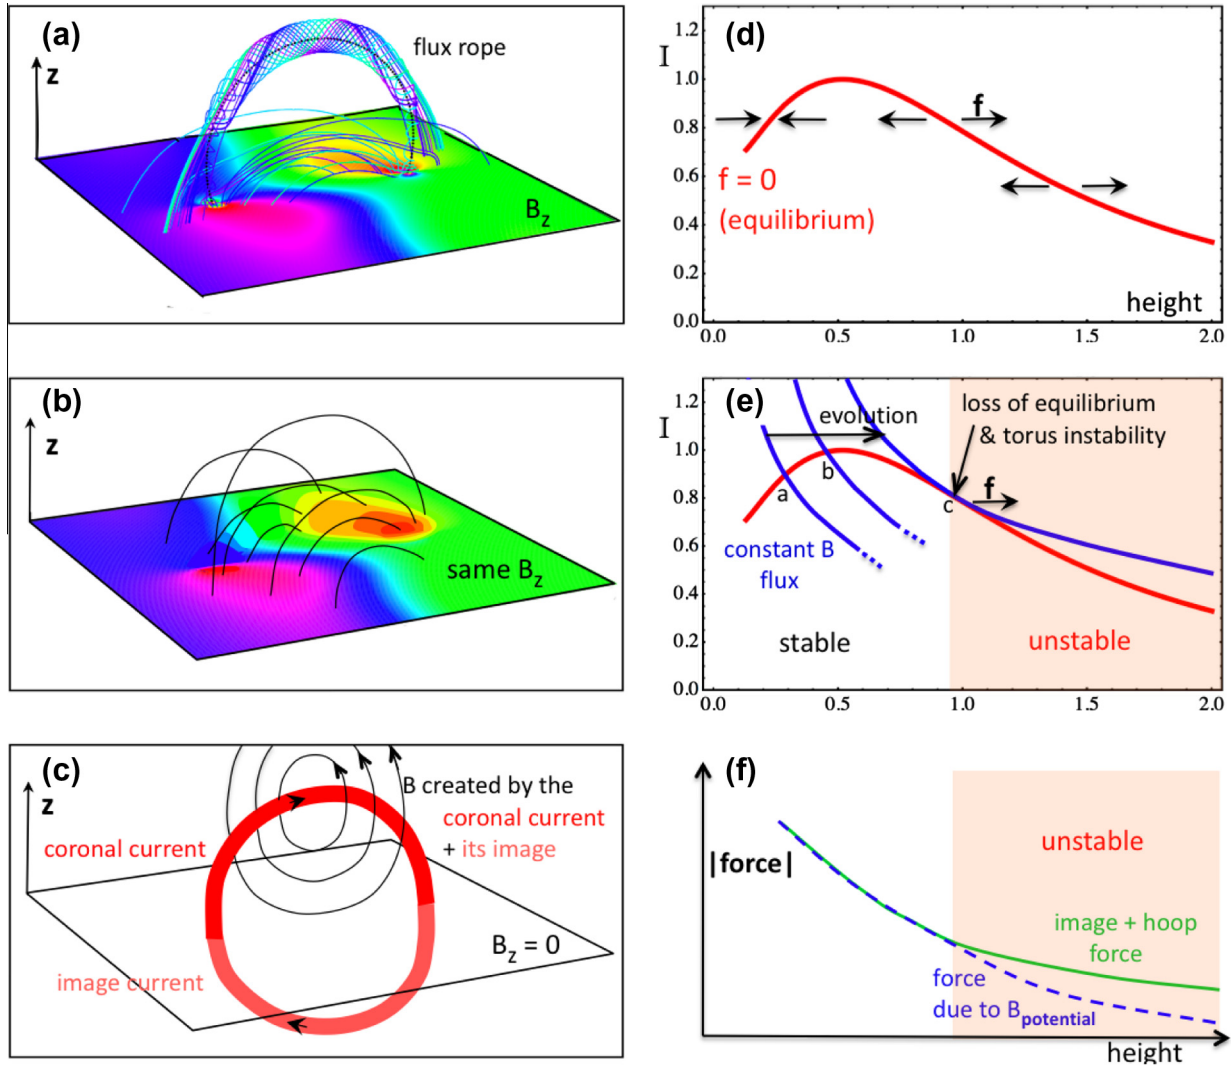 (a)
z
flux rope
Bz
(b)
z
same Bz
(c)
z
B created by the
coronal current
+ its image
coronal current
Bz = 0
image current
(d)
I
1.2
1.0
0.8
0.6
0.4
0.2
0.0
f
f = 0
(equilibrium)
height
0.0 0.5 1.0 1.5 2.0
(e)
I
1.2
1.0
0.8
0.6
0.4
0.2
0.0
evolution
loss of equilibrium
& torus instability
a
b
c
f
constant B
flux
stable
unstable
0.0 0.5 1.0 1.5 2.0
(f)
|force|
unstable
image + hoop
force
force
due to Bpotential
height